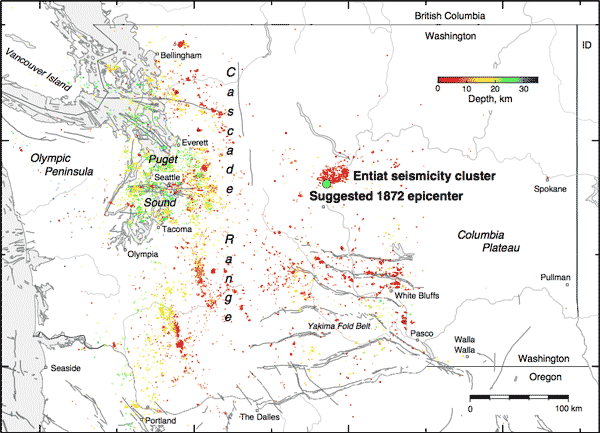 British Columbia
Washington
ID
Vancouver Island
Bellingham
Cascade Range
0 10 20 30
Depth, km
Everett
Olympic
Peninsula
Puget
Seattle
Sound
Entiat seismicity cluster
Suggested 1872 epicenter
Spokane
Tacoma
Columbia
Plateau
Olympia
Pullman
White Bluffs
Yakima Fold Belt
Pasco
Walla
Walla
Washington
Oregon
Seaside
0 100 km
Portland
The Dalles